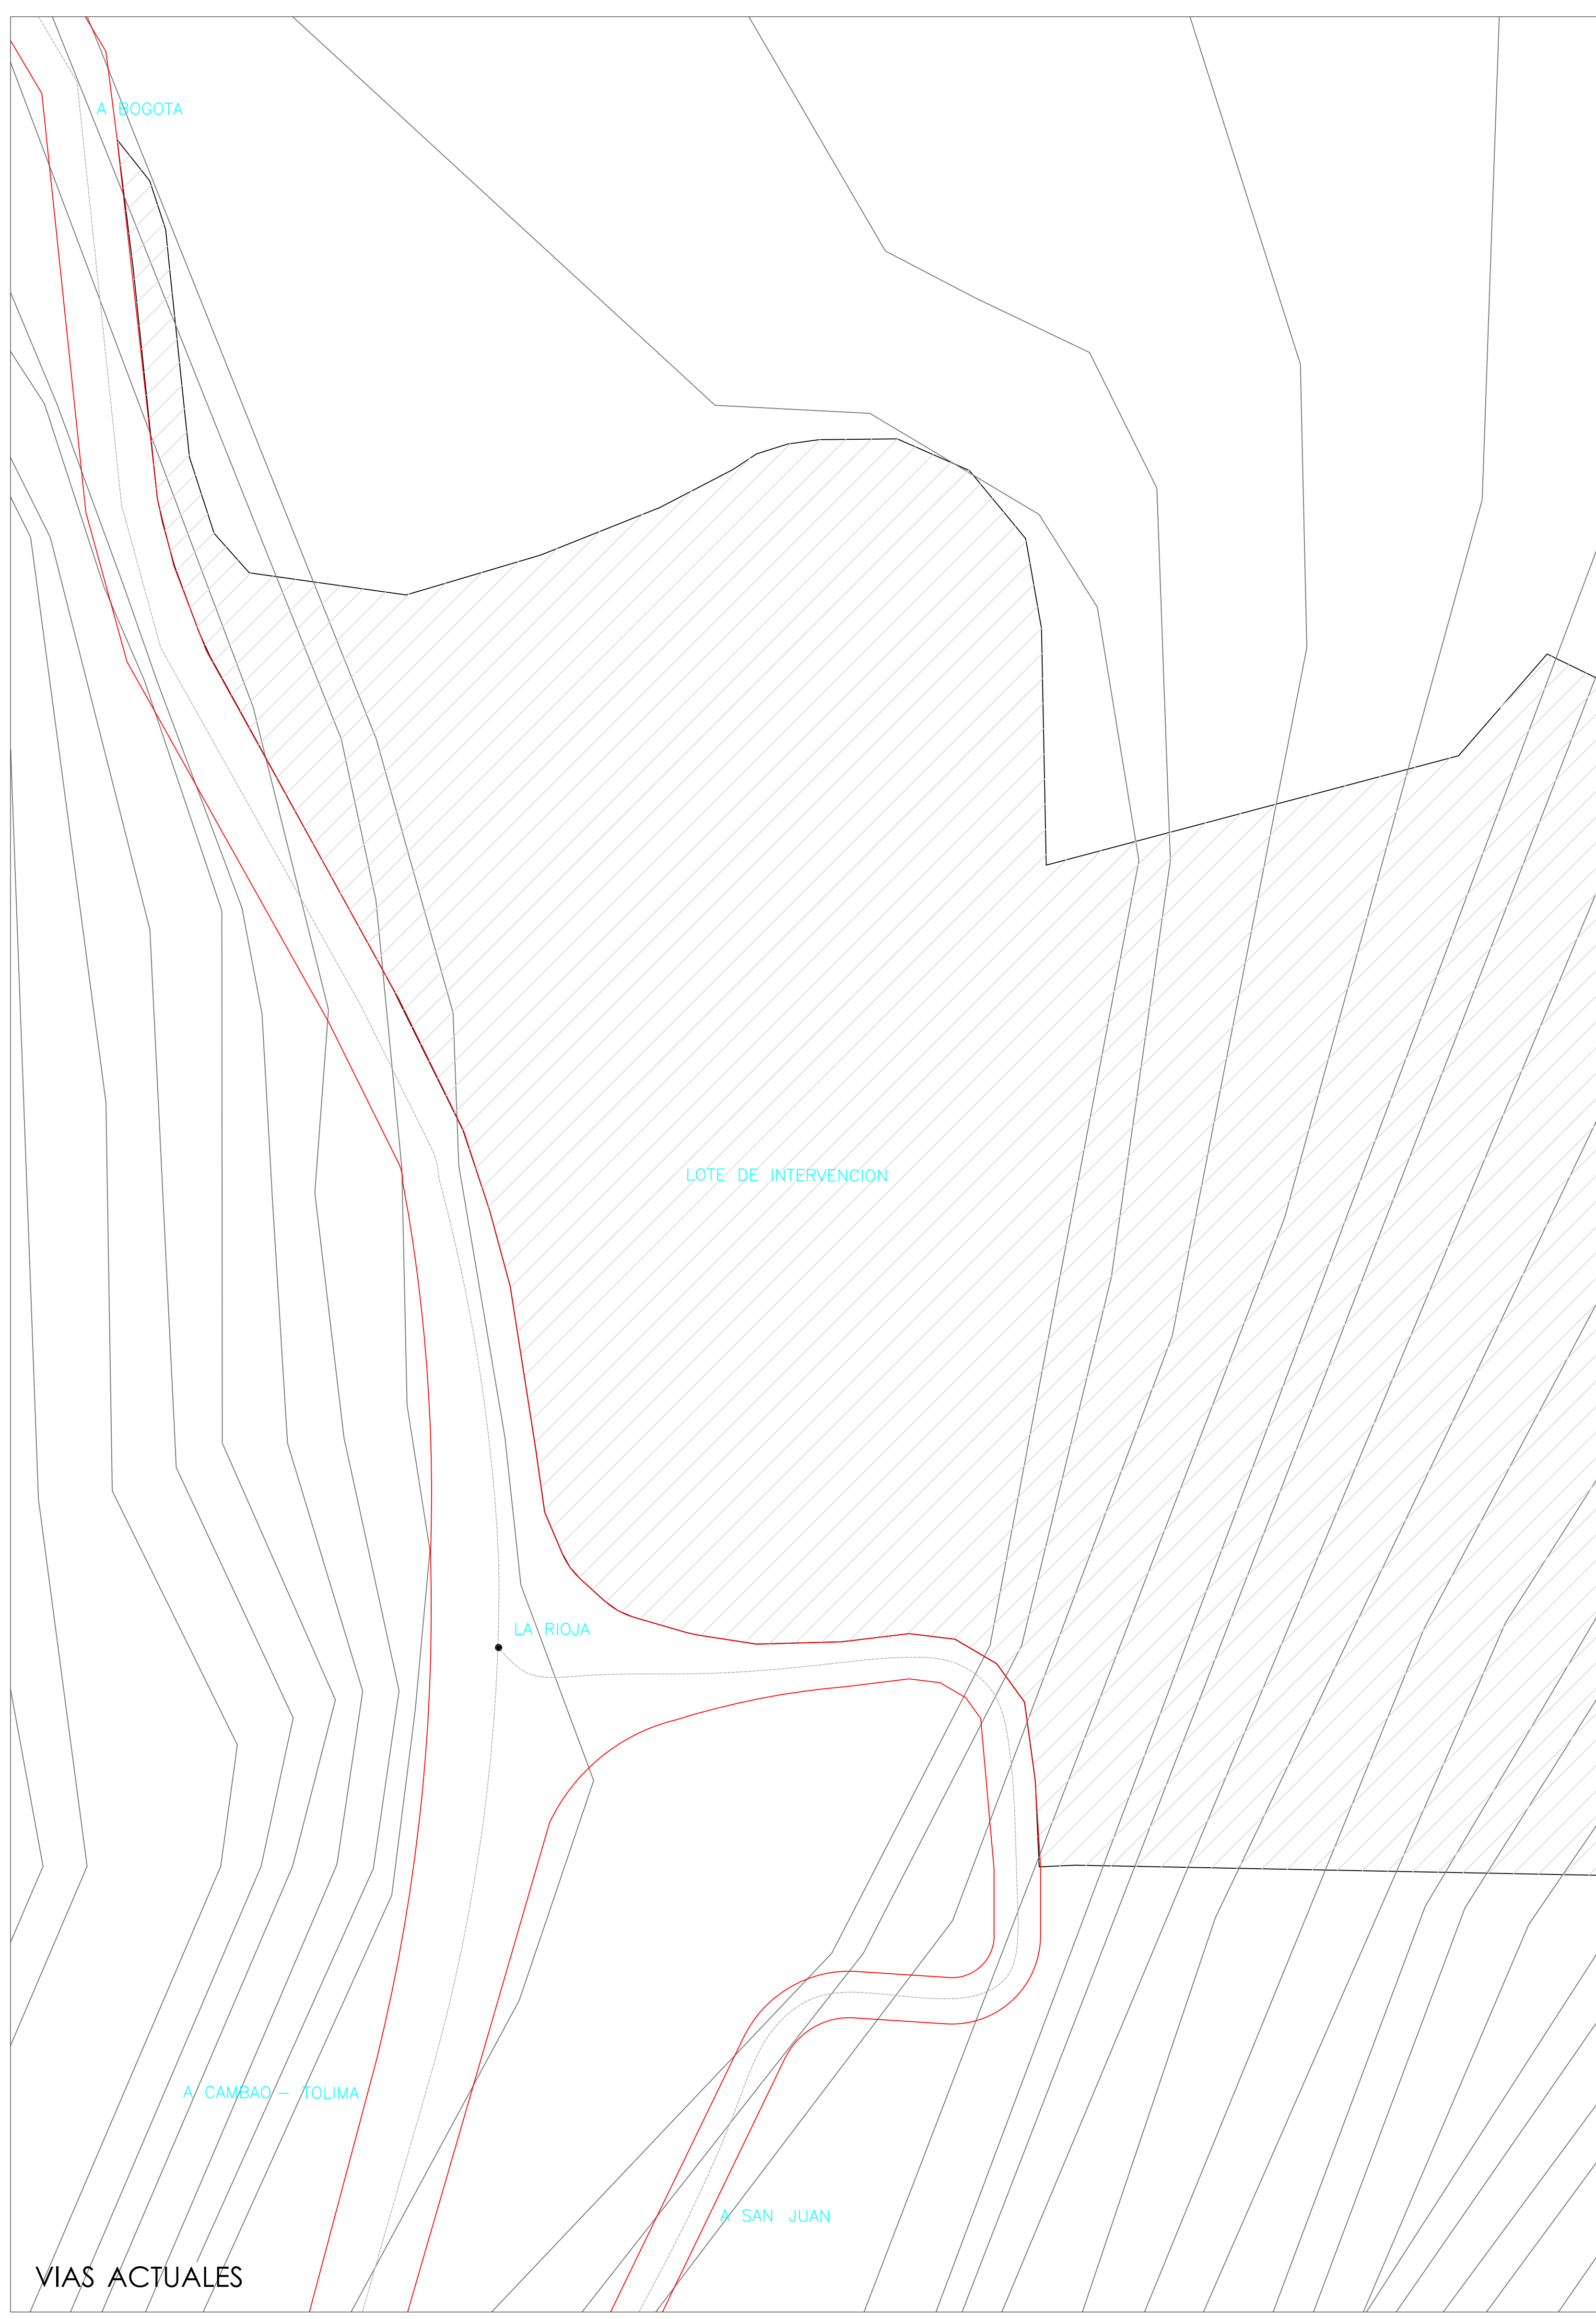 A BOGOTA
LOTE DE INTERVENCION
LA RIOJA
A CAMBAO - TOLIMA
A SAN JUAN
VIAS ACTUALES